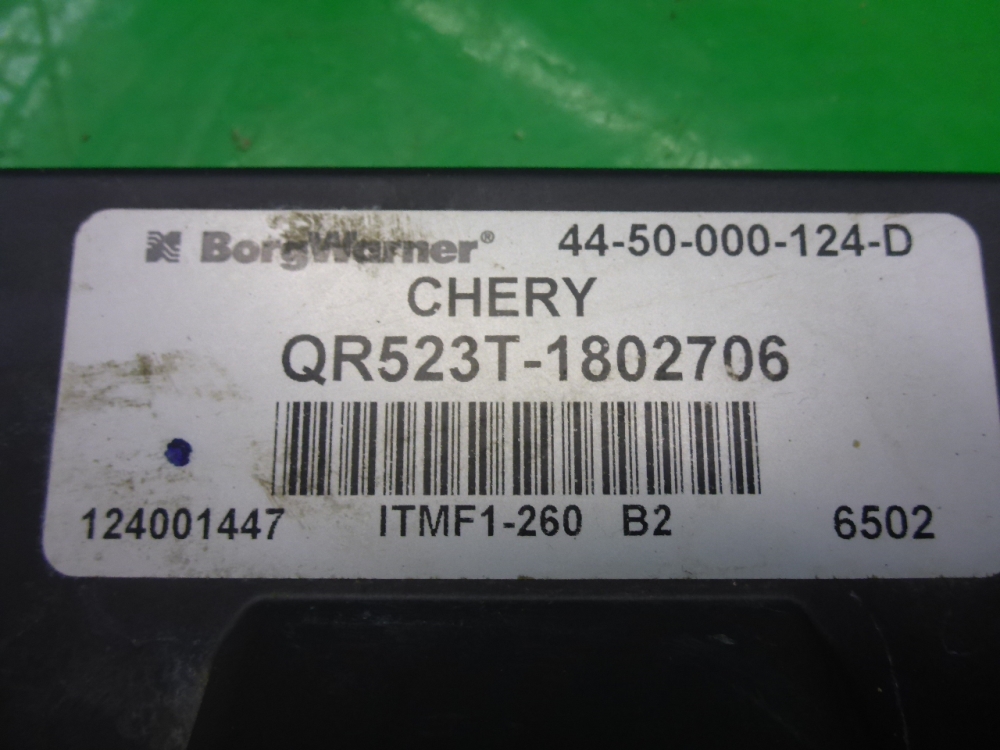 BorgWarner® 44-50-000-124-D
CHERY
QR523T-1802706
124001447 ITMF1-260 B2 6502